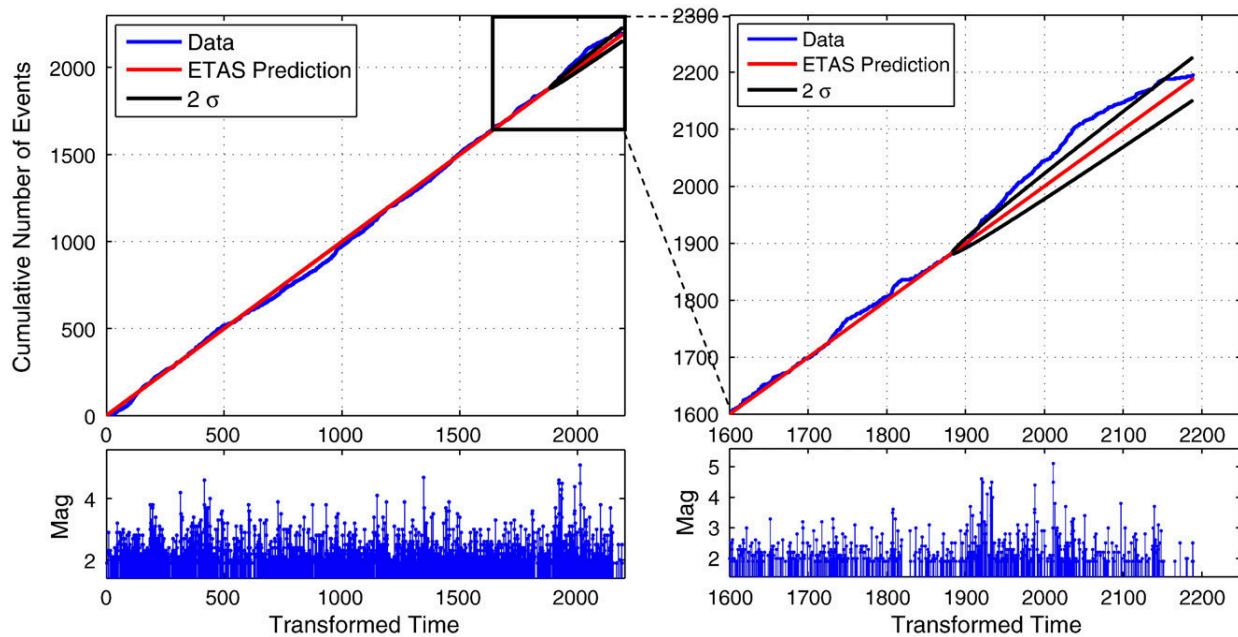 Data
ETAS Prediction
2 σ
Cumulative Number of Events
2000
1500
1000
500
0
0 500 1000 1500 2000
Mag
4
2
0 500 1000 1500 2000
Transformed Time
Data
ETAS Prediction
2 σ
2300
2200
2100
2000
1900
1800
1700
1600
1600 1700 1800 1900 2000 2100 2200
Mag
5
4
3
2
1600 1700 1800 1900 2000 2100 2200
Transformed Time